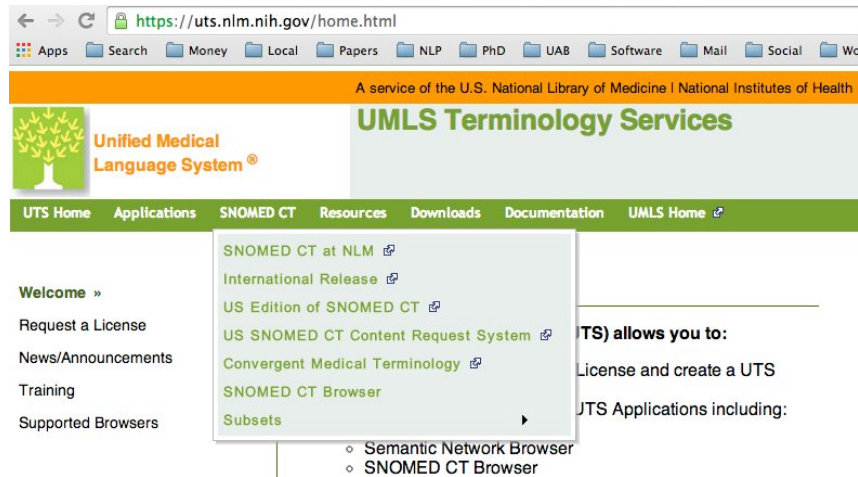 https://uts.nlm.nih.gov/home.html
Apps Search Money Local Papers NLP PhD UAB Software Mail Social Wo
A service of the U.S. National Library of Medicine | National Institutes of Health
Unified Medical
Language System ®
UMLS Terminology Services
UTS Home Applications SNOMED CT Resources Downloads Documentation UMLS Home
SNOMED CT at NLM
International Release
US Edition of SNOMED CT
US SNOMED CT Content Request System
Convergent Medical Terminology
SNOMED CT Browser
Subsets
Welcome »
Request a License
News/Announcements
Training
Supported Browsers
TS) allows you to:
License and create a UTS
UTS Applications including:
Semantic Network Browser
SNOMED CT Browser